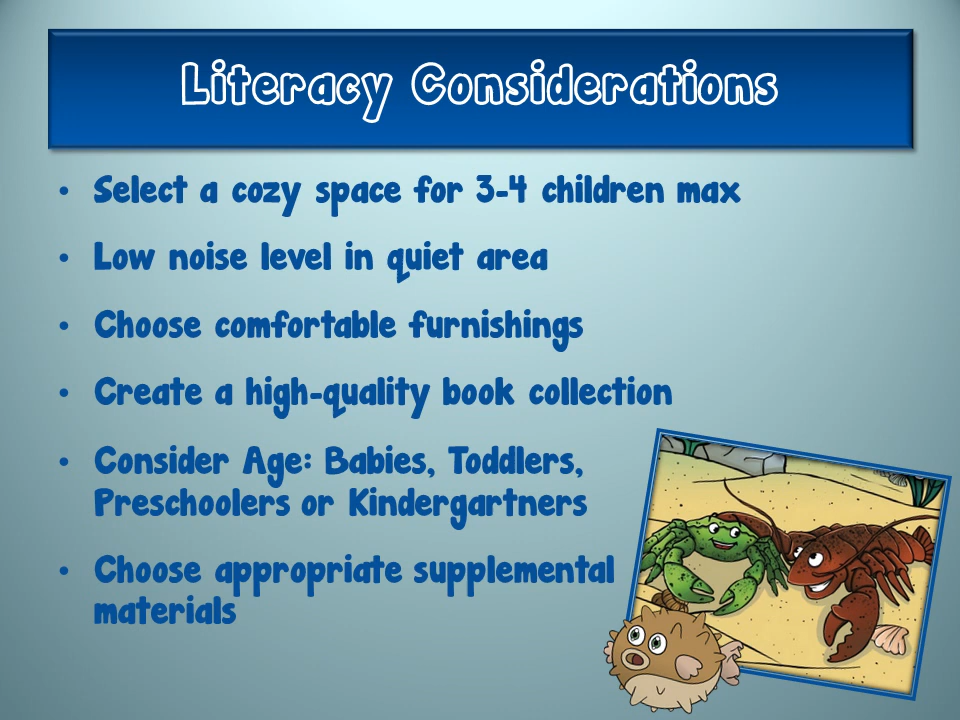 Literacy Considerations
• Select a cozy space for 3-4 children max
• Low noise level in quiet area
• Choose comfortable furnishings
• Create a high-quality book collection
• Consider Age: Babies, Toddlers,
Preschoolers or Kindergartners
• Choose appropriate supplemental
materials